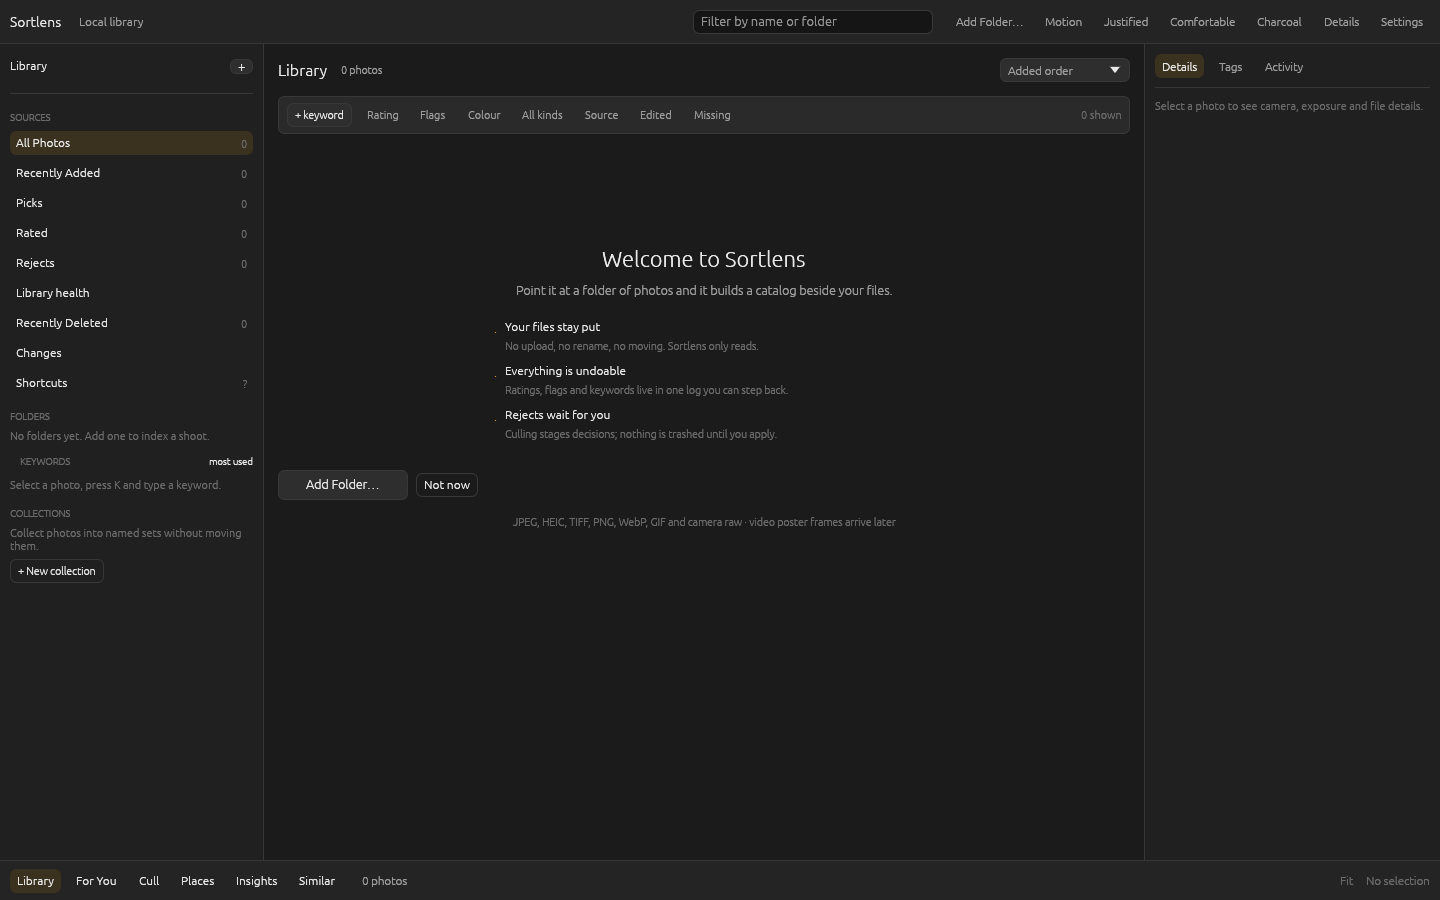 Sortlens Local library
Filter by name or folder
Add Folder… Motion Justified Comfortable Charcoal Details Settings
Library +
SOURCES
All Photos 0
Recently Added 0
Picks 0
Rated 0
Rejects 0
Library health
Recently Deleted 0
Changes
Shortcuts ?
FOLDERS
No folders yet. Add one to index a shoot.
KEYWORDS most used
Select a photo, press K and type a keyword.
COLLECTIONS
Collect photos into named sets without moving
them.
+ New collection
Library 0 photos
Added order
+ keyword Rating Flags Colour All kinds Source Edited Missing 0 shown
Welcome to Sortlens
Point it at a folder of photos and it builds a catalog beside your files.
Your files stay put
No upload, no rename, no moving. Sortlens only reads.
Everything is undoable
Ratings, flags and keywords live in one log you can step back.
Rejects wait for you
Culling stages decisions; nothing is trashed until you apply.
Add Folder… Not now
JPEG, HEIC, TIFF, PNG, WebP, GIF and camera raw · video poster frames arrive later
Details Tags Activity
Select a photo to see camera, exposure and file details.
Library For You Cull Places Insights Similar 0 photos
Fit No selection